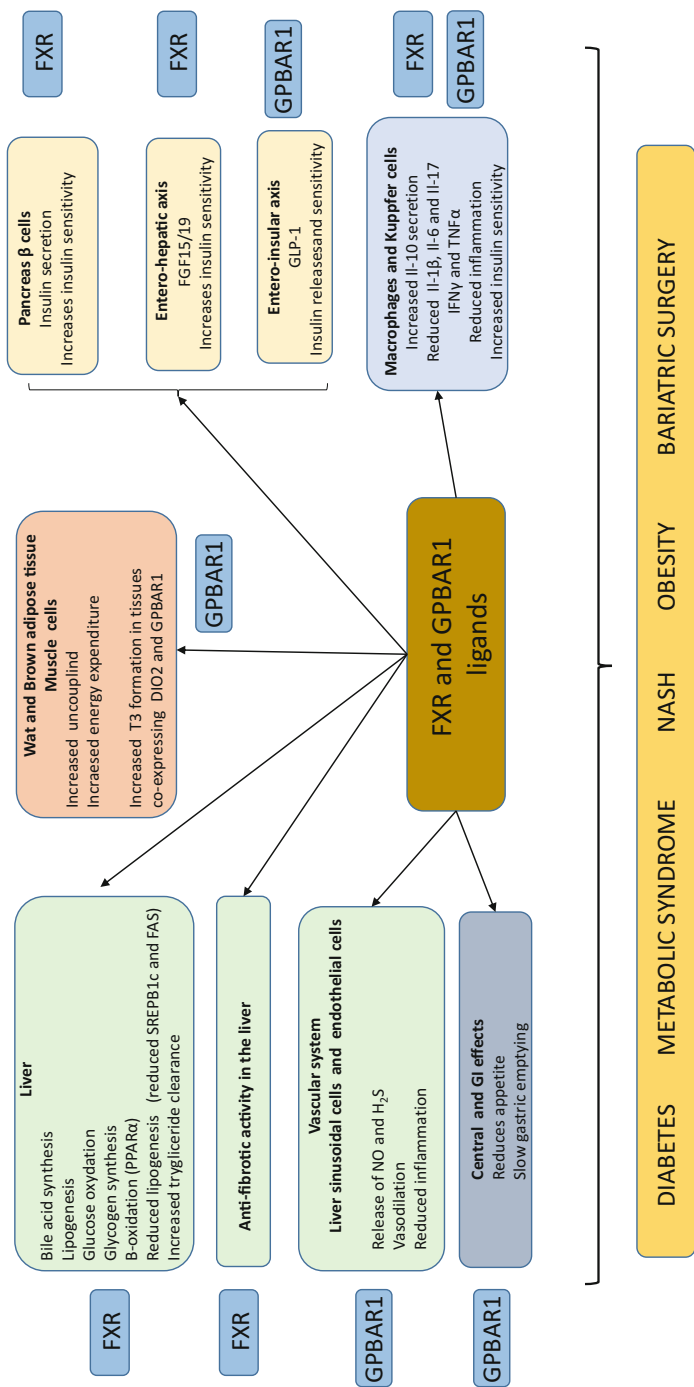 FXR
Liver
Bile acid synthesis
Lipogenesis
Glucose oxydation
Glycogen synthesis
B-oxidation (PPARα)
Reduced lipogenesis (reduced SREPB1c and FAS)
Increased trygliceride clearance
FXR
Anti-fibrotic activity in the liver
GPBAR1
Vascular system
Liver sinusoidal cells and endothelial cells
Release of NO and H₂S
Vasodilation
Reduced inflammation
GPBAR1
Central and GI effects
Reduces appetite
Slow gastric emptying
Wat and Brown adipose tissue
Muscle cells
Increased uncouplind
Incraesed energy expenditure
Increased T3 formation in tissues
co-expressing DIO2 and GPBAR1
GPBAR1
FXR and GPBAR1
ligands
Pancreas β cells
Insulin secretion
Increases insulin sensitivity
FXR
Entero-hepatic axis
FGF15/19
Increases insulin sensitivity
FXR
Entero-insular axis
GLP-1
Insulin releasesand sensitivity
GPBAR1
Macrophages and Kuppfer cells
Increased Il-10 secretion
Reduced Il-1β, Il-6 and Il-17
IFNγ and TNFα
Reduced inflammation
Increased insulin sensitivity
FXR
GPBAR1
DIABETES METABOLIC SYNDROME NASH OBESITY BARIATRIC SURGERY